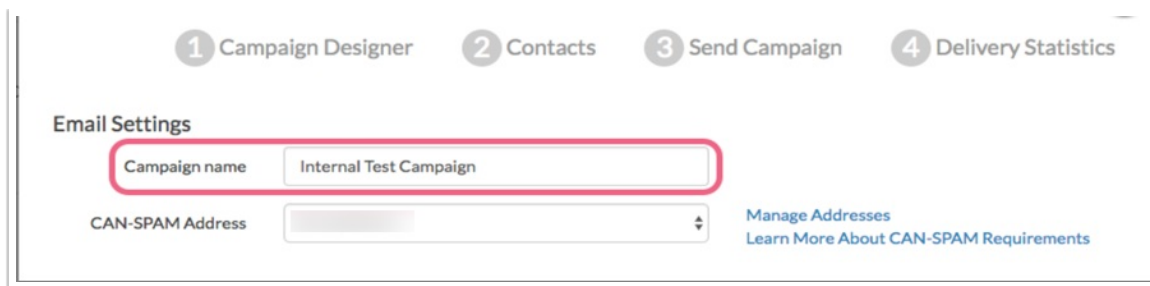 1 Campaign Designer 2 Contacts 3 Send Campaign 4 Delivery Statistics
Email Settings
Campaign name Internal Test Campaign
CAN-SPAM Address
Manage Addresses
Learn More About CAN-SPAM Requirements